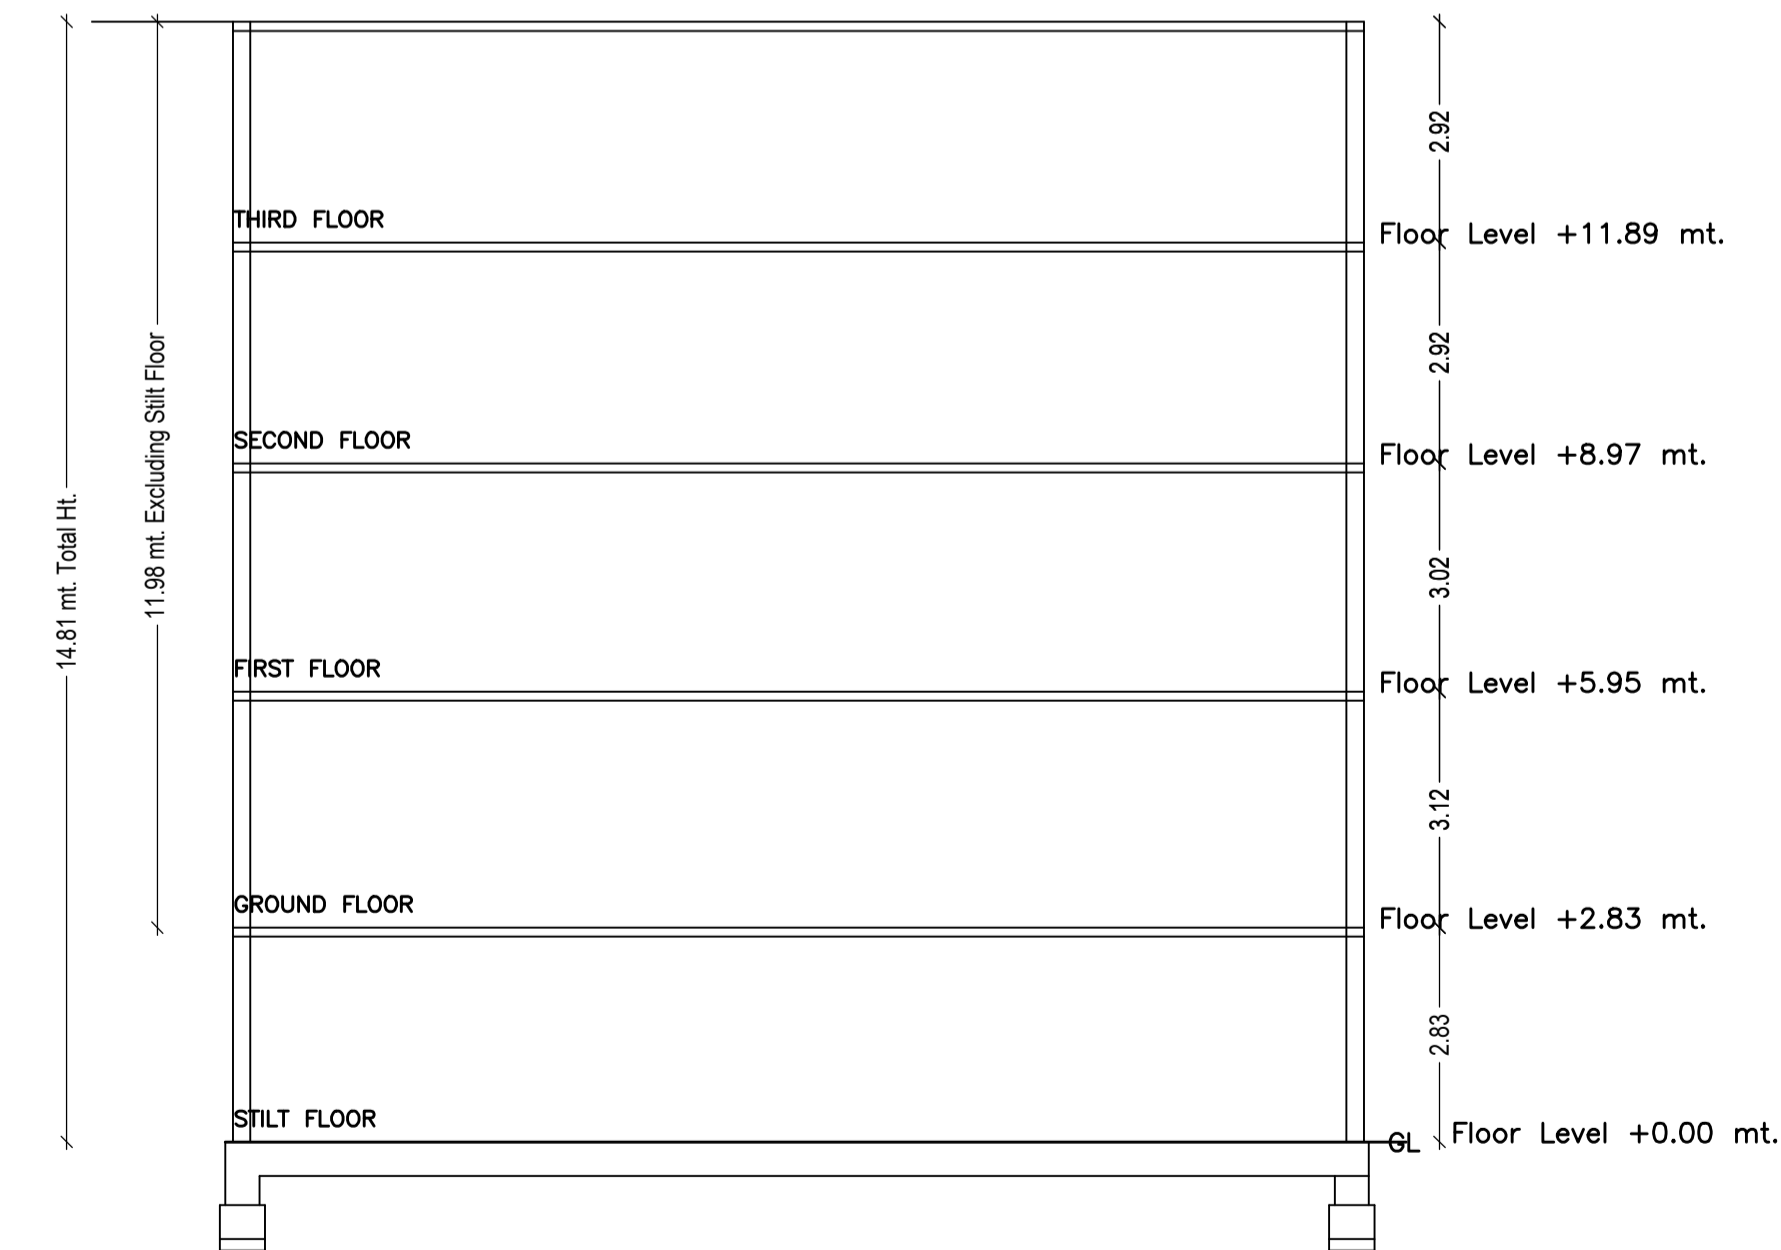 2.92
THIRD FLOOR
Floor Level +11.89 mt.
2.92
11.98 mt. Excluding Stilt Floor
SECOND FLOOR
Floor Level +8.97 mt.
14.81 mt. Total Ht.
3.02
FIRST FLOOR
Floor Level +5.95 mt.
3.12
GROUND FLOOR
Floor Level +2.83 mt.
2.83
STILT FLOOR
GL
Floor Level +0.00 mt.